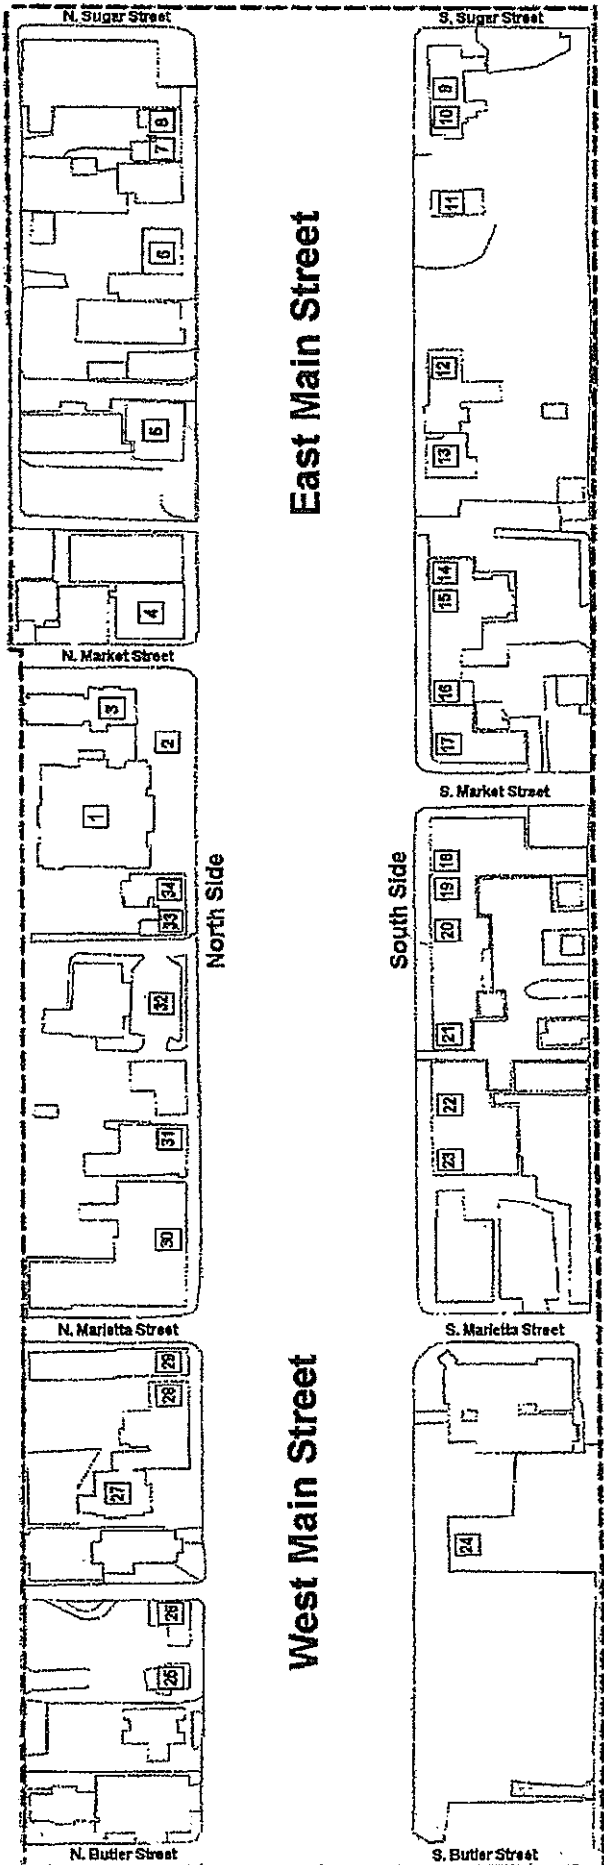 N. Sugar Street
S. Sugar Street
9
10
8
7
11
6
East Main Street
12
5
13
14
15
4
N. Market Street
16
3
2
17
1
S. Market Street
18
34
19
33
20
North Side
South Side
32
21
22
31
23
30
N. Marietta Street
S. Marietta Street
29
28
27
West Main Street
24
26
25
N. Butler Street
S. Butler Street